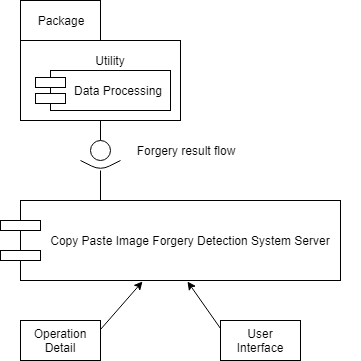 Package
Utility
Data Processing
Forgery result flow
Copy Paste Image Forgery Detection System Server
Operation
Detail
User
Interface